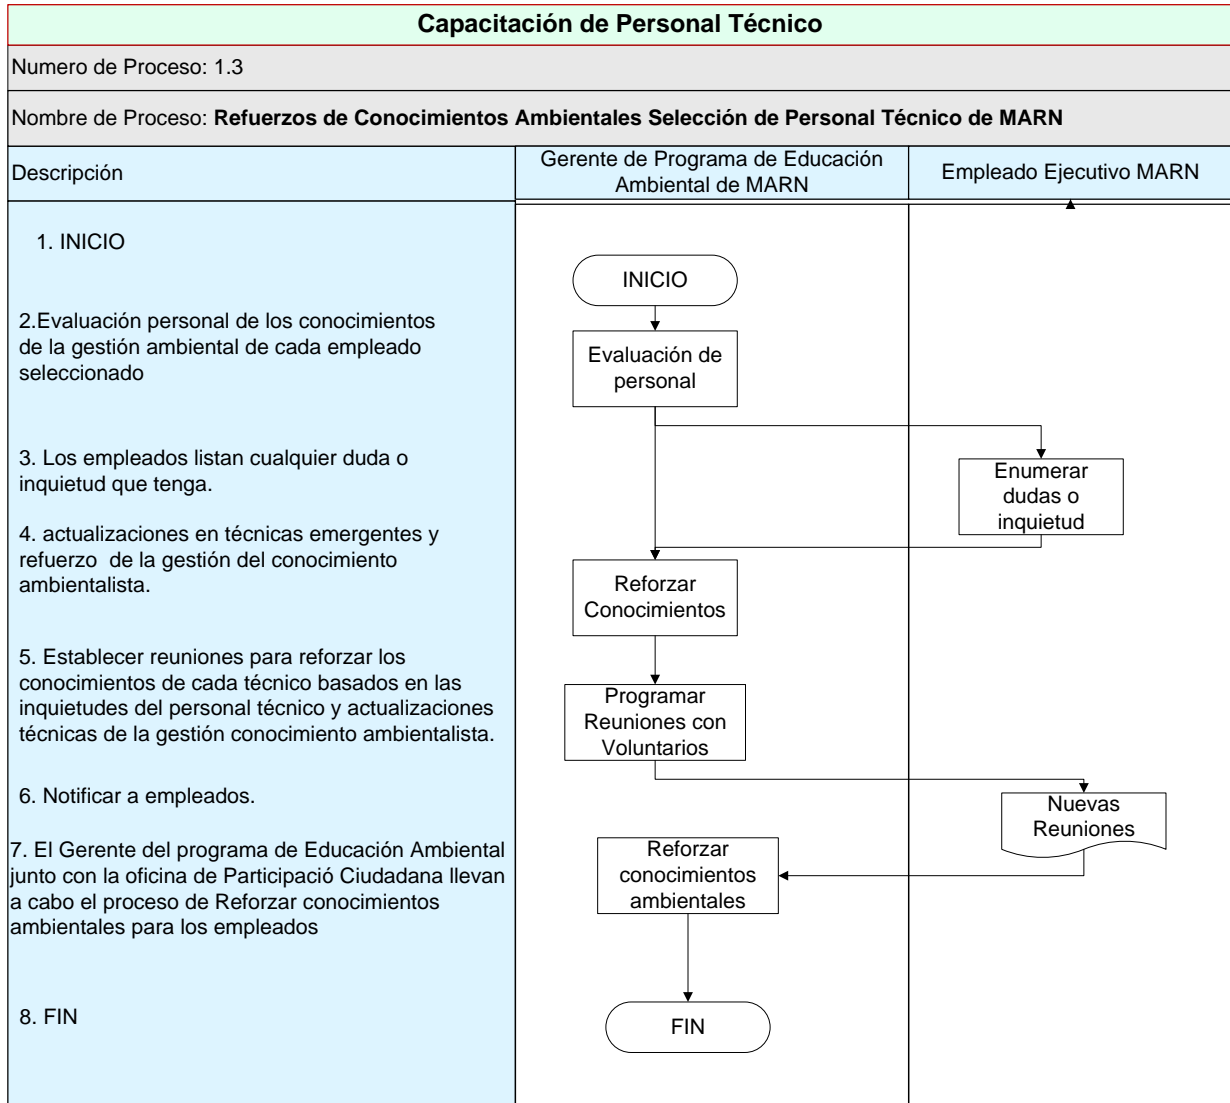 Capacitación de Personal Técnico
Numero de Proceso: 1.3
Nombre de Proceso: Refuerzos de Conocimientos Ambientales Selección de Personal Técnico de MARN
Descripción
Gerente de Programa de Educación
Ambiental de MARN
Empleado Ejecutivo MARN
1. INICIO
2.Evaluación personal de los conocimientos
de la gestión ambiental de cada empleado
seleccionado
3. Los empleados listan cualquier duda o
inquietud que tenga.
4. actualizaciones en técnicas emergentes y
refuerzo  de la gestión del conocimiento
ambientalista.
5. Establecer reuniones para reforzar los
conocimientos de cada técnico basados en las
inquietudes del personal técnico y actualizaciones
técnicas de la gestión conocimiento ambientalista.
6. Notificar a empleados.
7. El Gerente del programa de Educación Ambiental
junto con la oficina de Participació Ciudadana llevan
a cabo el proceso de Reforzar conocimientos
ambientales para los empleados
8. FIN
INICIO
Evaluación de
personal
Enumerar
dudas o
inquietud
Reforzar
Conocimientos
Programar
Reuniones con
Voluntarios
Nuevas
Reuniones
Reforzar
conocimientos
ambientales
FIN